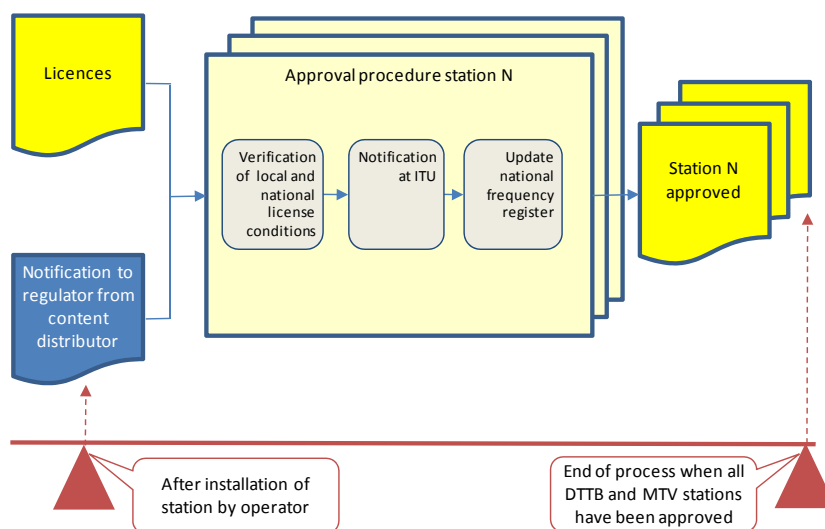 Licences
Notification to
regulator from
content
distributor
Approval procedure station N
Verification
of local and
national
license
conditions
Notification
at ITU
Update
national
frequency
register
Station N
approved
After installation of
station by operator
End of process when all
DTTB and MTV stations
have been approved